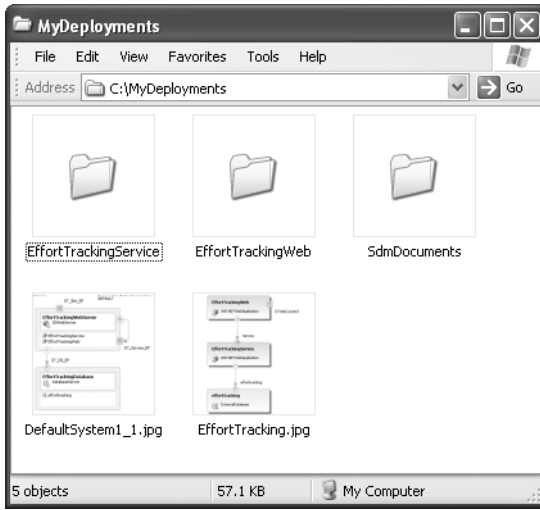 MyDeployments
File Edit View Favorites Tools Help
Address C:\MyDeployments Go
EffortTrackingService EffortTrackingWeb SdmDocuments
DefaultSystem1_1.jpg EffortTracking.jpg
5 objects 57.1 KB My Computer